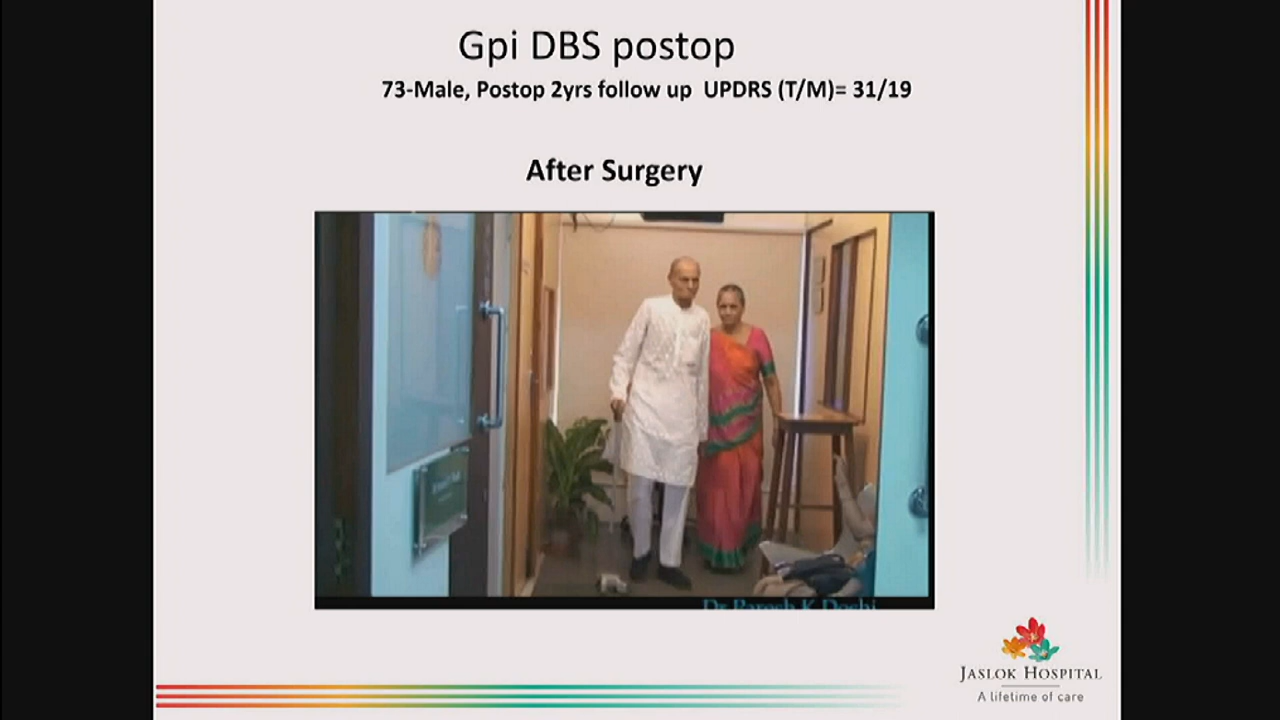 Gpi DBS postop
73-Male, Postop 2yrs follow up UPDRS (T/M)= 31/19
After Surgery
Dr Paresh K Doshi
JASLOK HOSPITAL
A lifetime of care